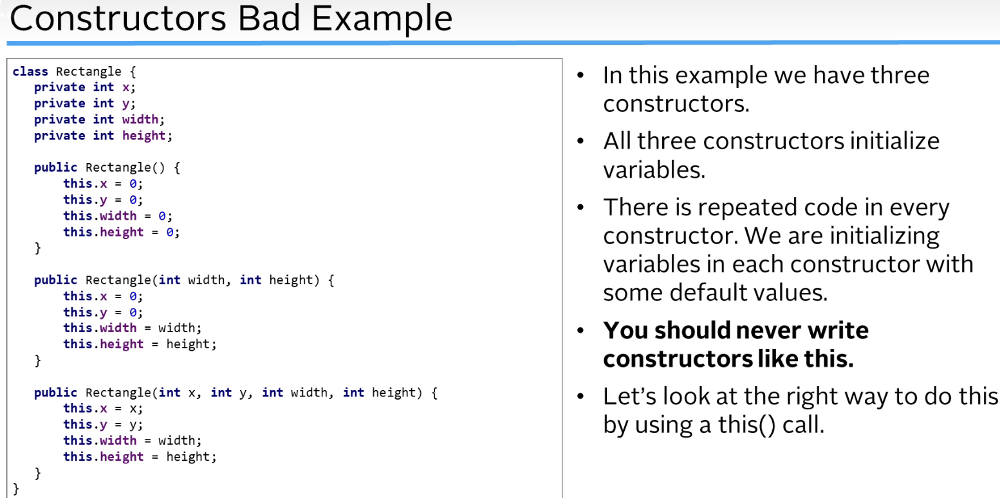 Constructors Bad Example
class Rectangle {
private int x;
private int y;
private int width;
private int height;
public Rectangle() {
this.x = 0;
this.y = 0;
this.width = 0;
this.height = 0;
}
public Rectangle(int width, int height) {
this.x = 0;
this.y = 0;
this.width = width;
this.height = height;
}
public Rectangle(int x, int y, int width, int height) {
this.x = x;
this.y = y;
this.width = width;
this.height = height;
}
}
• In this example we have three
constructors.
• All three constructors initialize
variables.
• There is repeated code in every
constructor. We are initializing
variables in each constructor with
some default values.
• You should never write
constructors like this.
• Let’s look at the right way to do this
by using a this() call.